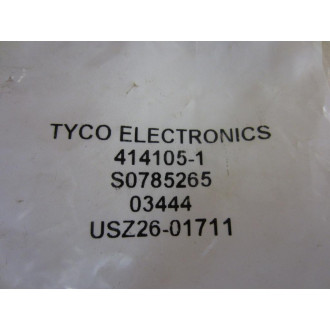 TYCO ELECTRONICS
414105-1
S0785265
03444
USZ26-01711